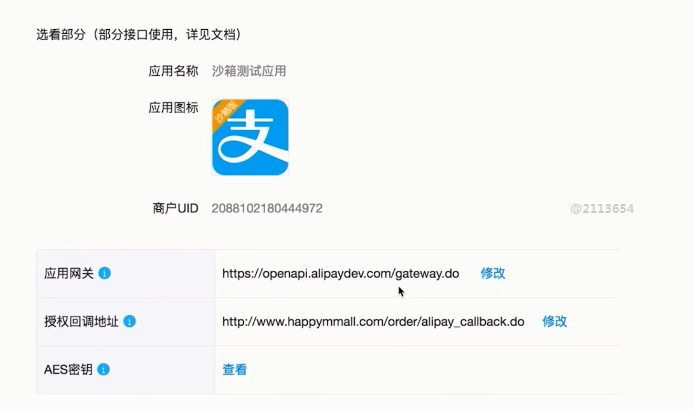 选看部分（部分接口使用，详见文档）
应用名称 沙箱测试应用
应用图标
沙箱版
支
商户UID 2088102180444972
@2113654
应用网关 https://openapi.alipaydev.com/gateway.do 修改
授权回调地址 http://www.happymmall.com/order/alipay_callback.do 修改
AES密钥 查看